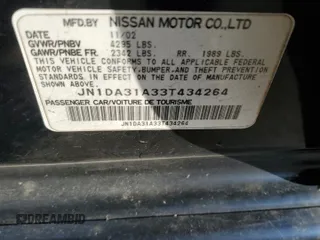 MFD.BY NISSAN MOTOR CO.,LTD
11/02
GVWR/PNBV 4295 LBS.
GAWR/PNBE FR. 2342 LBS. RR. 1989 LBS.
THIS VEHICLE CONFORMS TO ALL APPLICABLE FEDERAL
MOTOR VEHICLE SAFETY,BUMPER,AND THEFT PREVENTION
STANDARDS IN EFFECT ON THE DATE OF MANUFACTURE
SHOWN ABOVE.
JN1DA31A33T434264
PASSENGER CAR/VOITURE DE TOURISME
JN1DA31A33T434264
DREAMBID